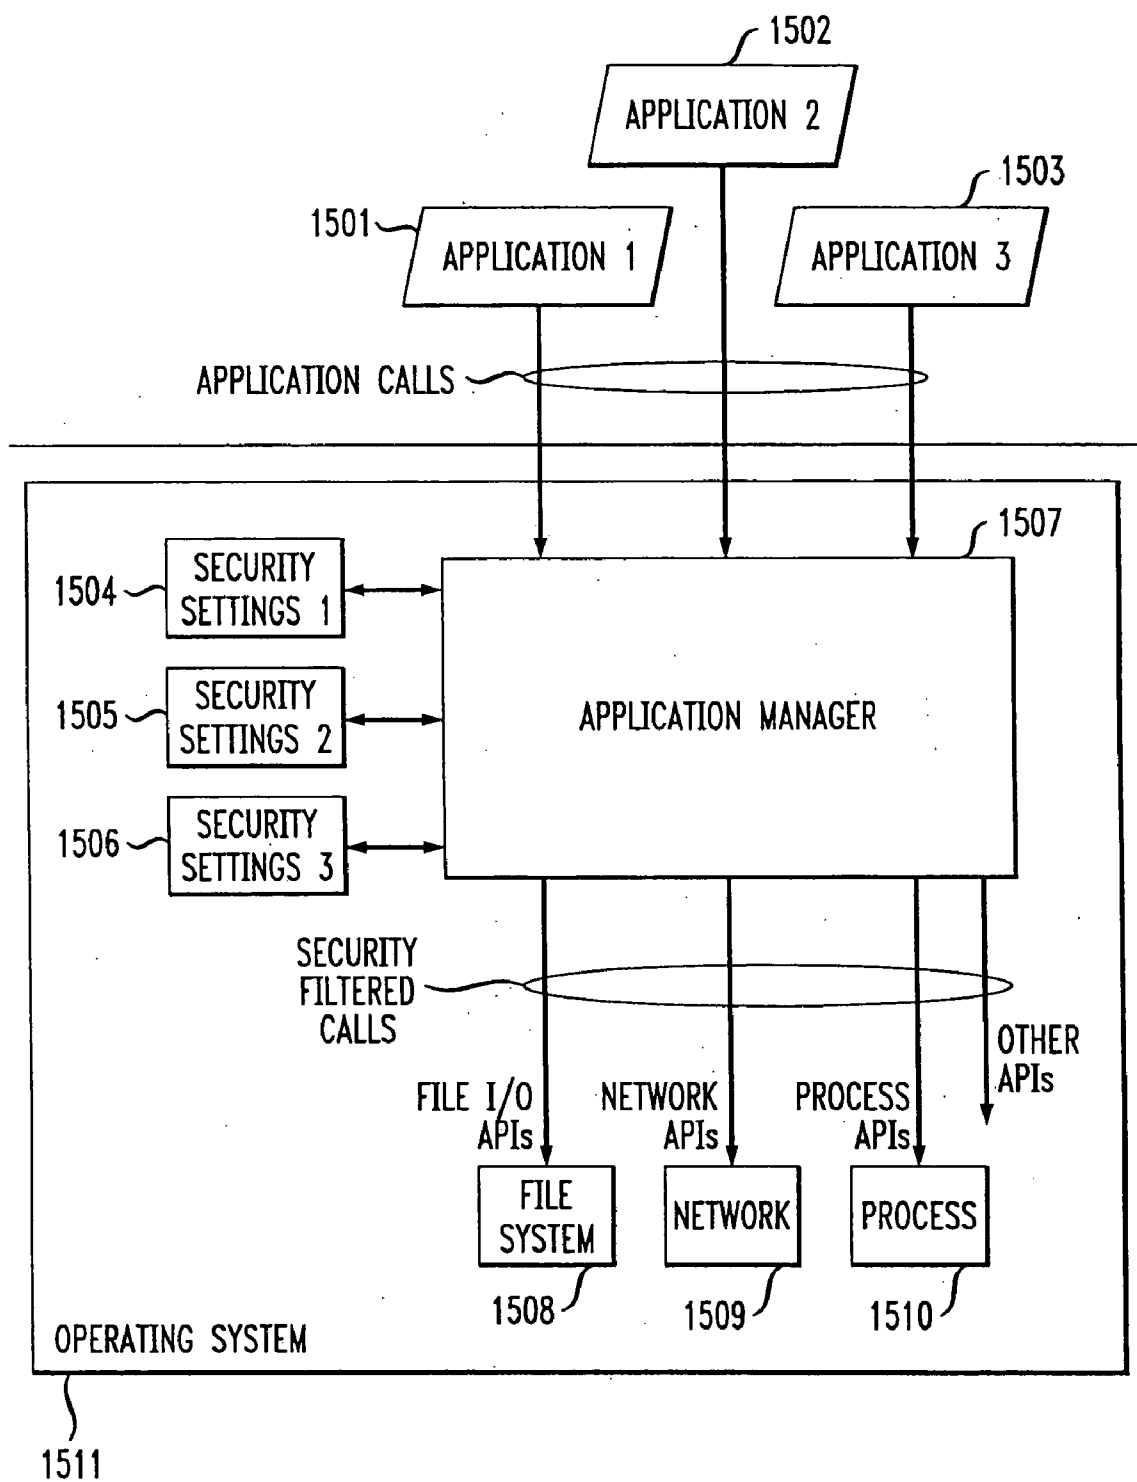 1502
APPLICATION 2
1503
1501
APPLICATION 1
APPLICATION 3
APPLICATION CALLS
1507
1504
SECURITY
SETTINGS 1
1505
SECURITY
SETTINGS 2
APPLICATION MANAGER
1506
SECURITY
SETTINGS 3
SECURITY
FILTERED
CALLS
OTHER
APIs
FILE I/O
APIs
NETWORK
APIs
PROCESS
APIs
FILE
SYSTEM
NETWORK
PROCESS
1508
1509
1510
OPERATING SYSTEM
1511